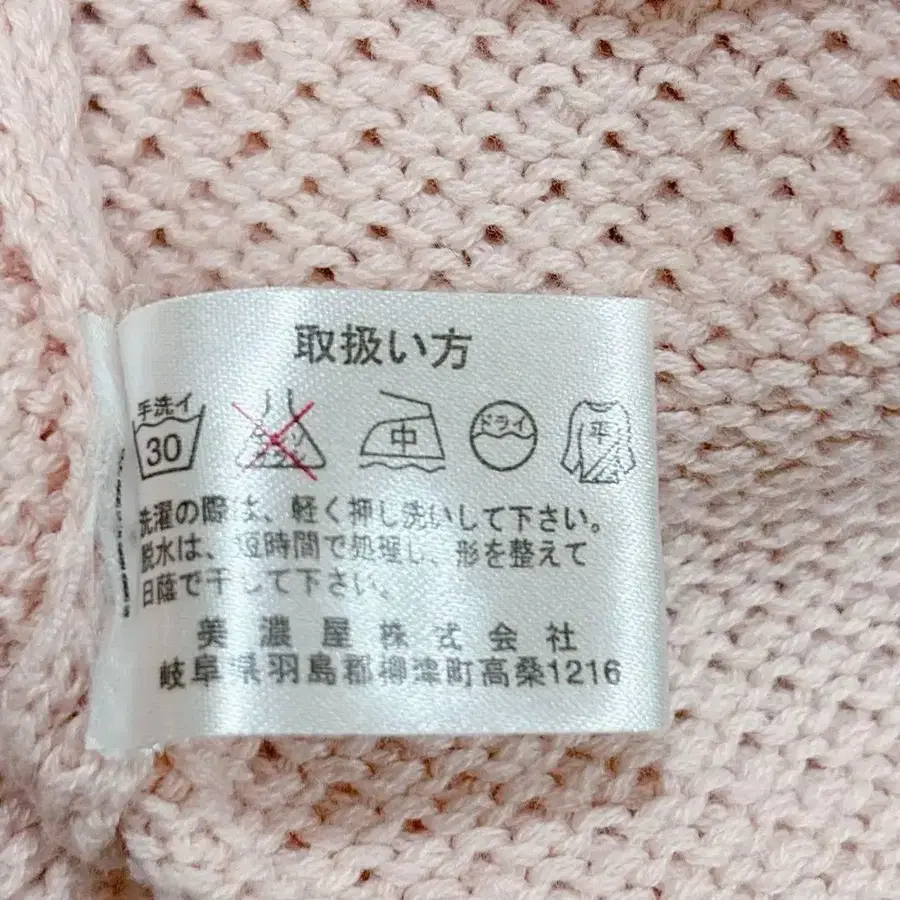 取扱い方
手洗イ
30
中
ドライ
平
洗濯の際は、軽く押し洗いして下さい。
脱水は、短時間で処理し、形を整えて
日蔭で干して下さい。
美濃屋株式会社
岐阜県羽島郡柳津町高桑1216